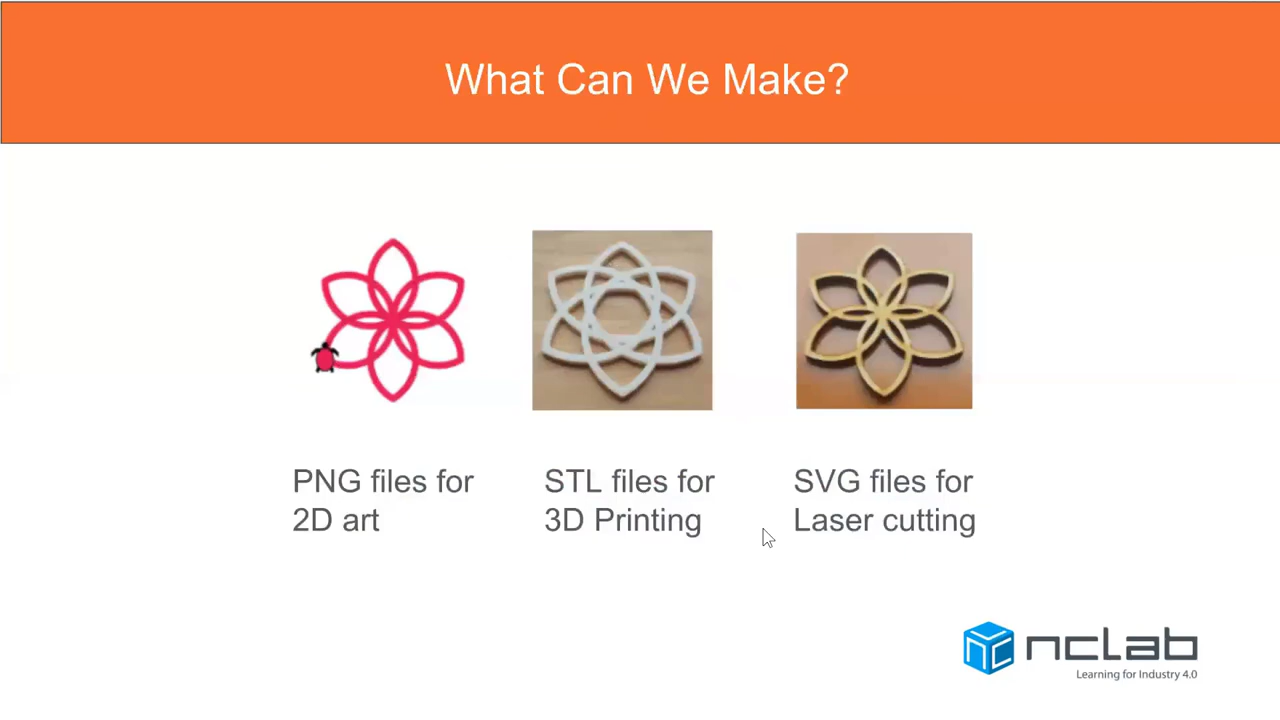 What Can We Make?
PNG files for
2D art
STL files for
3D Printing
SVG files for
Laser cutting
nclab
Learning for Industry 4.0